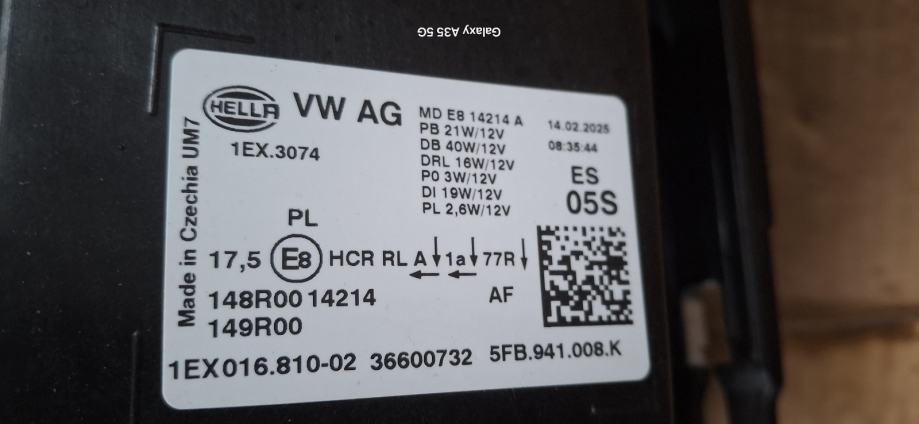 Galaxy A35 5G
HELLA VW AG
1EX.3074
Made in Czechia UM7
MD E8 14214 A
PB 21W/12V
DB 40W/12V
DRL 16W/12V
P0 3W/12V
DI 19W/12V
PL 2,6W/12V
14.02.2025
08:35:44
ES
05S
PL
17,5 E8 HCR RL A↓ 1a↓ 77R↓
← ←
148R00 14214
AF
149R00
1EX016.810-02 36600732 5FB.941.008.K